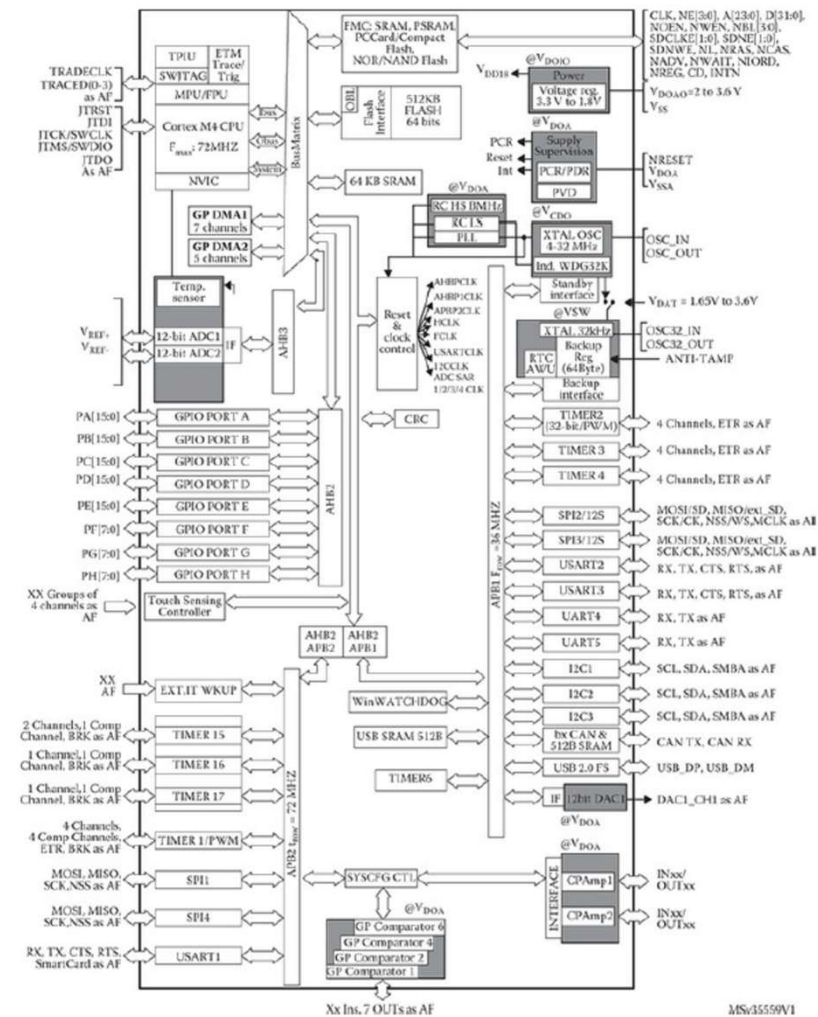 TRADECLK
TRACED(0-3)
as AF
JTRST
JTDI
JTCK/SWCLK
JTMS/SWDIO
JTDO
As AF
TPIU
SWJTAG
ETM
Trace/
Trig
MPU/FPU
Cortex M4 CPU
Fmax: 72MHZ
NVIC
Ibus
Dbus
System
BusMatrix
FMC: SRAM, PSRAM,
PCCard/Compact
Flash,
NOR/NAND Flash
CLK, NE[3:0], A[23:0], D[31:0]
NOEN, NWEN, NBL[3:0],
SDCLKE[1:0], SDNE[1:0],
SDNWE, NL, NRAS, NCAS,
NADV, NWAIT, NIORD,
NREG, CD, INTN
OBL
Flash
Interface
512KB
FLASH
64 bits
64 KB SRAM
@VDOIO
VDD18
Power
Voltage reg.
3.3 V to 1.8V
VDOAO=2 to 3.6 V
VSS
@VDOA
PCR
Reset
Int
Supply
Supervision
PCR/PDR
PVD
NRESET
VDOA
VSSA
GP DMA1
7 channels
GP DMA2
5 channels
@VDOA
RC HS BMHz
RC LS
PLL
@VCDO
XTAL OSC
4-32 MHz
Ind. WDG32K
OSC_IN
OSC_OUT
Standby
interface
VDAT = 1.65V to 3.6V
@VSW
XTAL 32kHz
OSC32_IN
OSC32_OUT
RTC
AWU
Backup
Reg
(64Byte)
ANTI-TAMP
Backup
interface
Temp.
sensor
VREF+
VREF-
12-bit ADC1
12-bit ADC2
IF
AHB3
Reset
&
clock
control
AHBPCLK
AHBP1CLK
APBP2CLK
HCLK
FCLK
USARTCLK
I2CCLK
ADC SAR
1/2/3/4 CLK
CRC
PA[15:0]
GPIO PORT A
PB[15:0]
GPIO PORT B
PC[15:0]
GPIO PORT C
PD[15:0]
GPIO PORT D
PE[15:0]
GPIO PORT E
PF[7:0]
GPIO PORT F
PG[7:0]
GPIO PORT G
PH[7:0]
GPIO PORT H
AHB2
XX Groups of
4 channels as
AF
Touch Sensing
Controller
AHB2
APB2
AHB2
APB1
TIMER2
(32-bit/PWM)
4 Channels, ETR as AF
TIMER 3
4 Channels, ETR as AF
TIMER 4
4 Channels, ETR as AF
SPI2/12S
MOSI/SD, MISO/ext_SD,
SCK/CK, NSS/WS,MCLK as AF
SPI3/12S
MOSI/SD, MISO/ext_SD,
SCK/CK, NSS/WS,MCLK as AF
USART2
RX, TX, CTS, RTS, as AF
USART3
RX, TX, CTS, RTS, as AF
UART4
RX, TX as AF
UART5
RX, TX as AF
I2C1
SCL, SDA, SMBA as AF
I2C2
SCL, SDA, SMBA as AF
I2C3
SCL, SDA, SMBA as AF
bx CAN &
512B SRAM
CAN TX, CAN RX
USB 2.0 FS
USB_DP, USB_DM
IF
12bit DAC1
DAC1_CH1 as AF
@VDOA
=36 MHZ
APB1
WinWATCHDOG
USB SRAM 512B
TIMER6
XX
AF
EXT.IT WKUP
2 Channels,1 Comp
Channel, BRK as AF
TIMER 15
1 Channel,1 Comp
Channel, BRK as AF
TIMER 16
1 Channel,1 Comp
Channel, BRK as AF
TIMER 17
4 Channels,
4 Comp Channels,
ETR, BRK as AF
TIMER 1/PWM
MOSI, MISO,
SCK,NSS as AF
SPI1
MOSI, MISO,
SCK,NSS as AF
SPI4
RX, TX, CTS, RTS,
SmartCard as AF
USART1
APB2
= 72 MHZ
SYSCFG CTL
@VDOA
GP Comparator 6
GP Comparator 4
GP Comparator 2
GP Comparator 1
Xx Ins, 7 OUTs as AF
@VDOA
INTERFACE
CPAmp1
CPAmp2
INxx/
OUTxx
INxx/
OUTxx
MSv35559V1